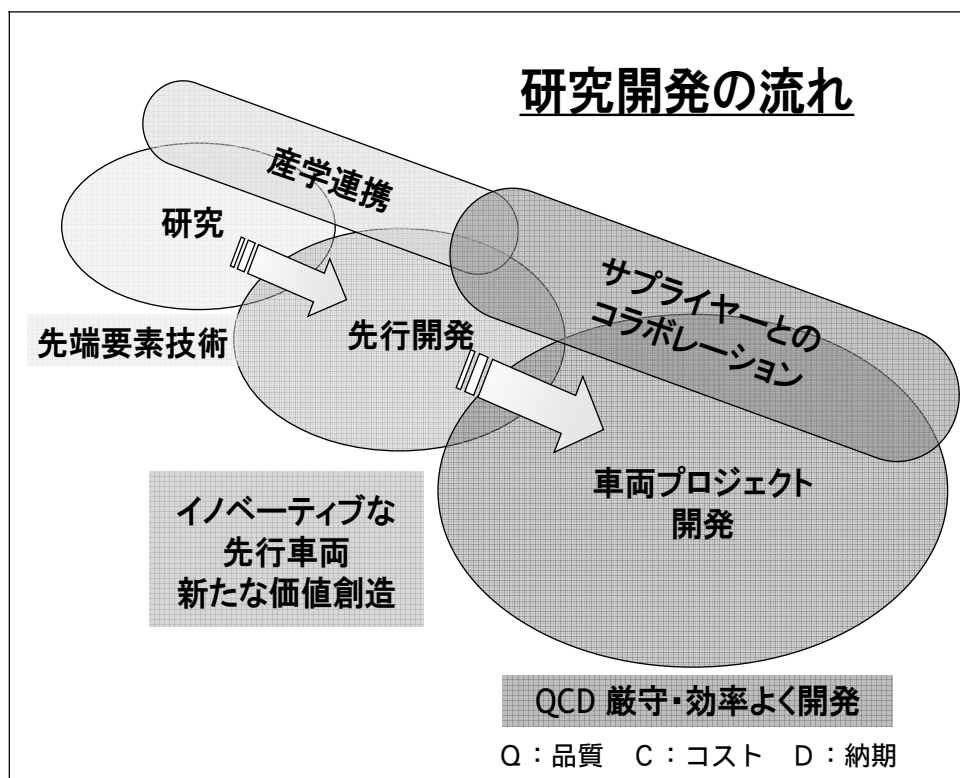 研究開発の流れ
産学連携
研究
サプライヤーとの
コラボレーション
先端要素技術
先行開発
車両プロジェクト
開発
イノベーティブな
先行車両
新たな価値創造
QCD 厳守・効率よく開発
Q：品質 C：コスト D：納期